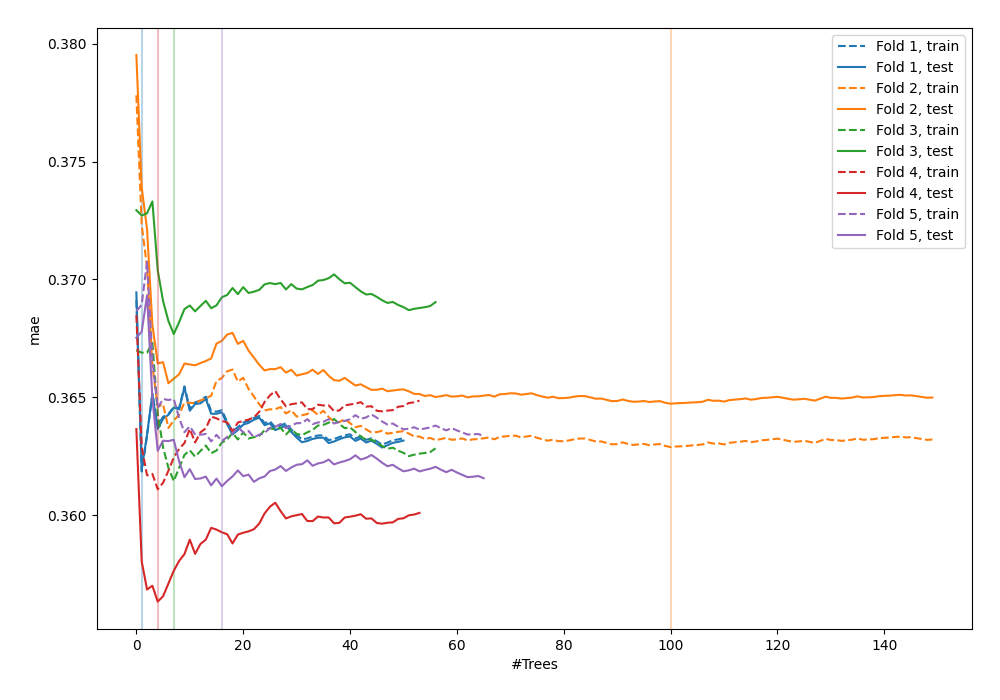 0.380
0.375
0.370
0.365
0.360
mae
0
20
40
60
80
100
120
140
#Trees
Fold 1, train
Fold 1, test
Fold 2, train
Fold 2, test
Fold 3, train
Fold 3, test
Fold 4, train
Fold 4, test
Fold 5, train
Fold 5, test